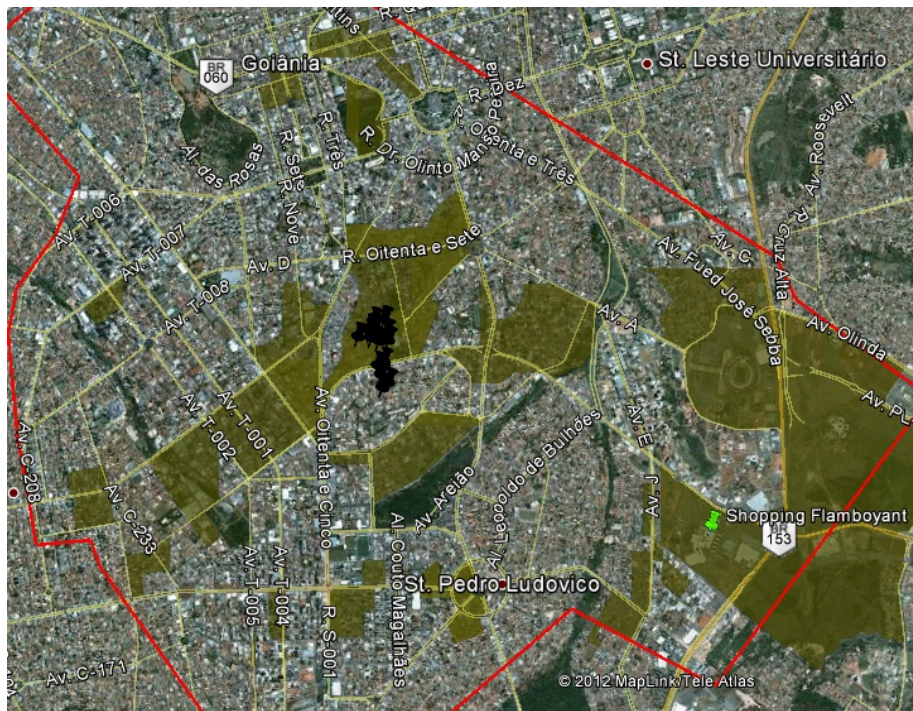 R. G
ntins
BR
060
Goiânia
St. Leste Universitário
R. Dez
R. Dr. Olinto Manso Pereira
R. Oitenta e Três
R. Três
R. Sete
R. Nove
Al. das Rosas
Av. Roosevelt
R.
Cruz Alta
Av. T-006
Av. T-007
Av. D
R. Oitenta e Sete
Av. C
Av. Fued José Sebba
Av. T-008
Av. A
Av. Olinda
Av. PL
Av. T-001
Av. T-002
Av. Oitenta e Cinco
Av. E
Av. C-208
Al. Leopoldo de Bulhões
Av. Areião
Av. J
Av. C-233
Shopping Flamboyant
BR
153
Av. T-005
Av. T-004
R. S-001
Al. Couto Magalhães
St. Pedro Ludovico
Av. C-171
© 2012 MapLink/Tele Atlas